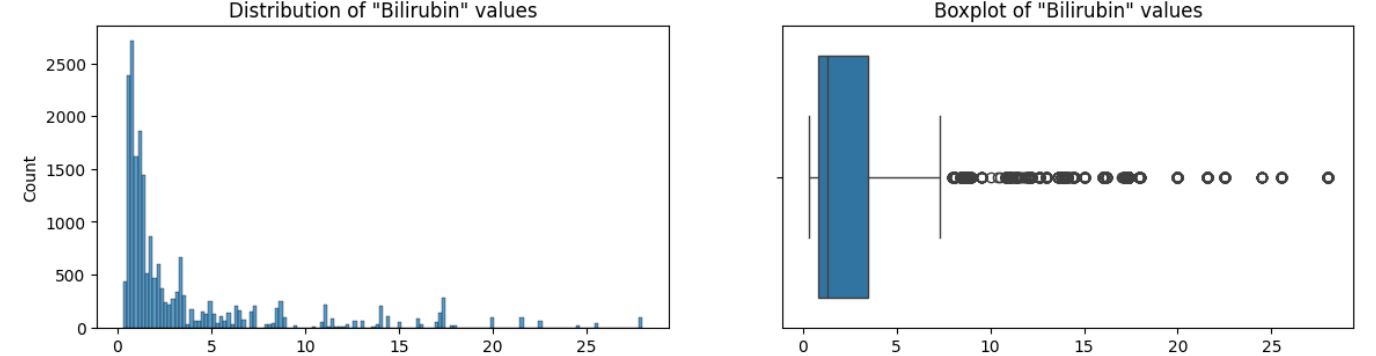 Distribution of "Bilirubin" values
2500
2000
1500
1000
500
0
Count
0 5 10 15 20 25
Boxplot of "Bilirubin" values
0 5 10 15 20 25